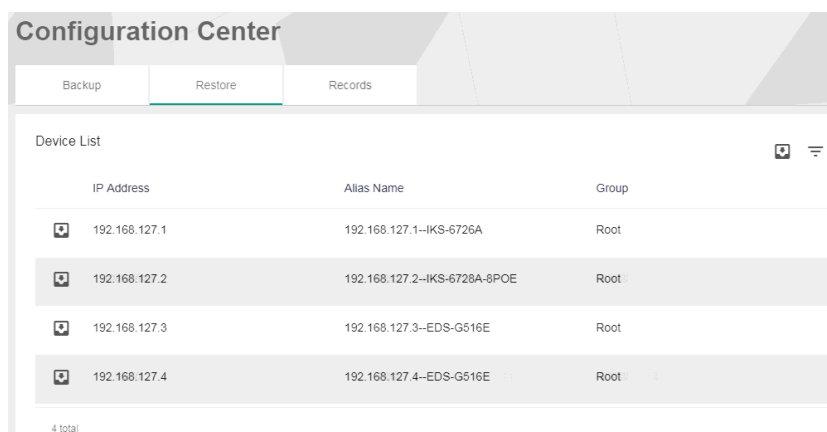 Configuration Center
Backup Restore Records
Device List
IP Address Alias Name Group
192.168.127.1 192.168.127.1--IKS-6726A Root
192.168.127.2 192.168.127.2--IKS-6728A-8POE Root
192.168.127.3 192.168.127.3--EDS-G516E Root
192.168.127.4 192.168.127.4--EDS-G516E Root
4 total